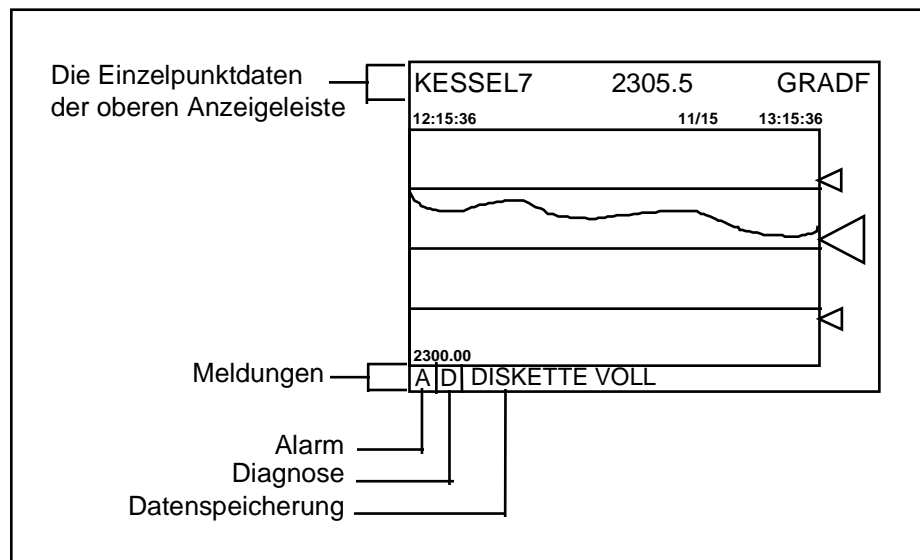 Die Einzelpunktdaten
der oberen Anzeigeleiste
KESSEL7 2305.5 GRADF
12:15:36 11/15 13:15:36
2300.00
Meldungen
A D DISKETTE VOLL
Alarm
Diagnose
Datenspeicherung